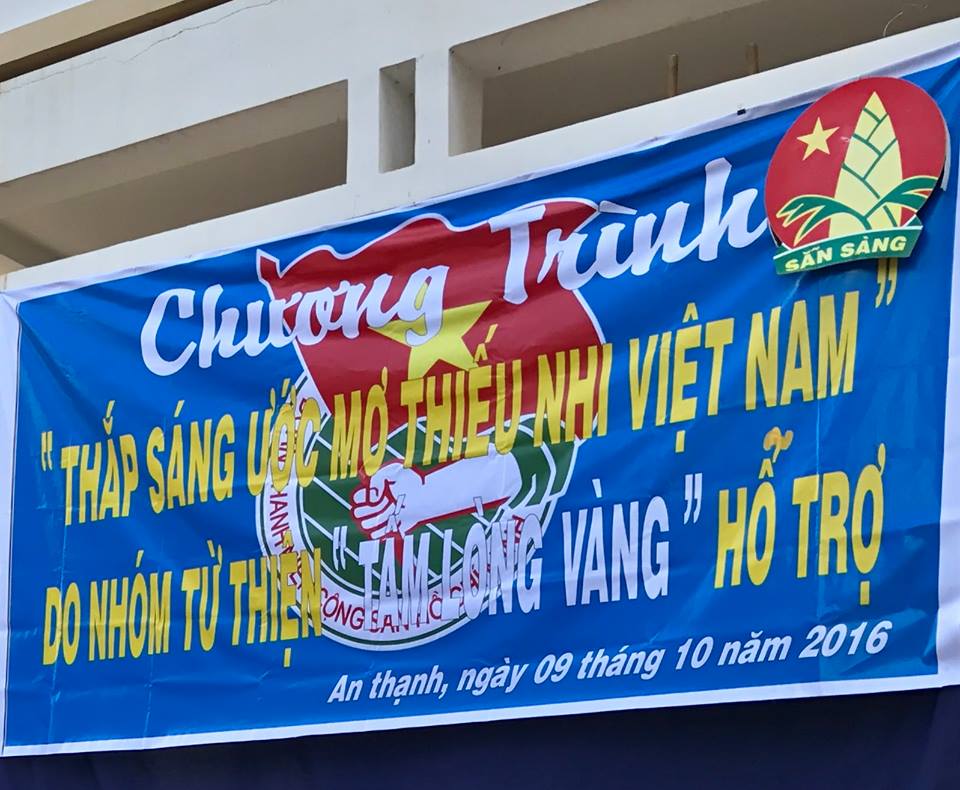 Chương Trình
SẴN SÀNG
"THẮP SÁNG ƯỚC MƠ THIẾU NHI VIỆT NAM"
DO NHÓM TỪ THIỆN "TẤM LÒNG VÀNG" HỖ TRỢ
An thạnh, ngày 09 tháng 10 năm 2016